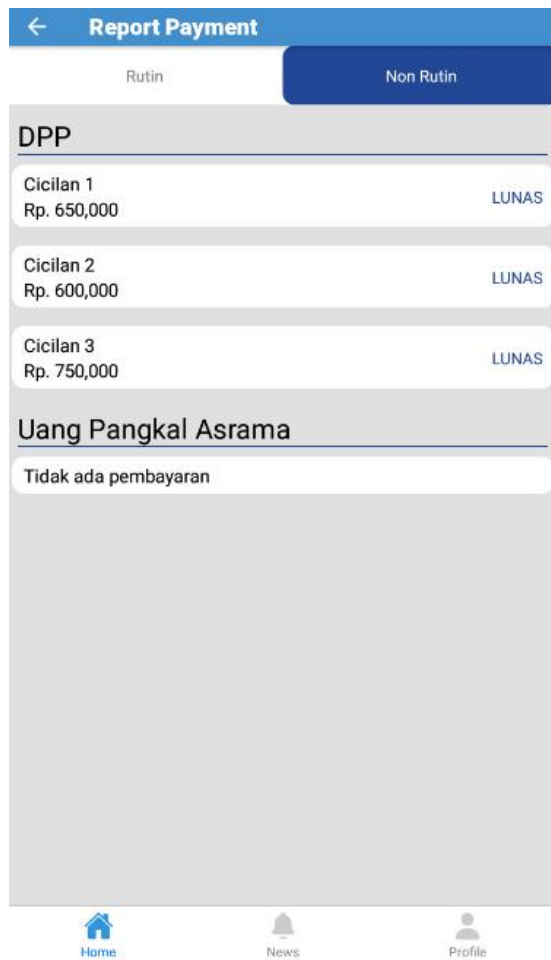 Report Payment
Rutin
Non Rutin
DPP
Cicilan 1
Rp. 650,000
LUNAS
Cicilan 2
Rp. 600,000
LUNAS
Cicilan 3
Rp. 750,000
LUNAS
Uang Pangkal Asrama
Tidak ada pembayaran
Home
News
Profile